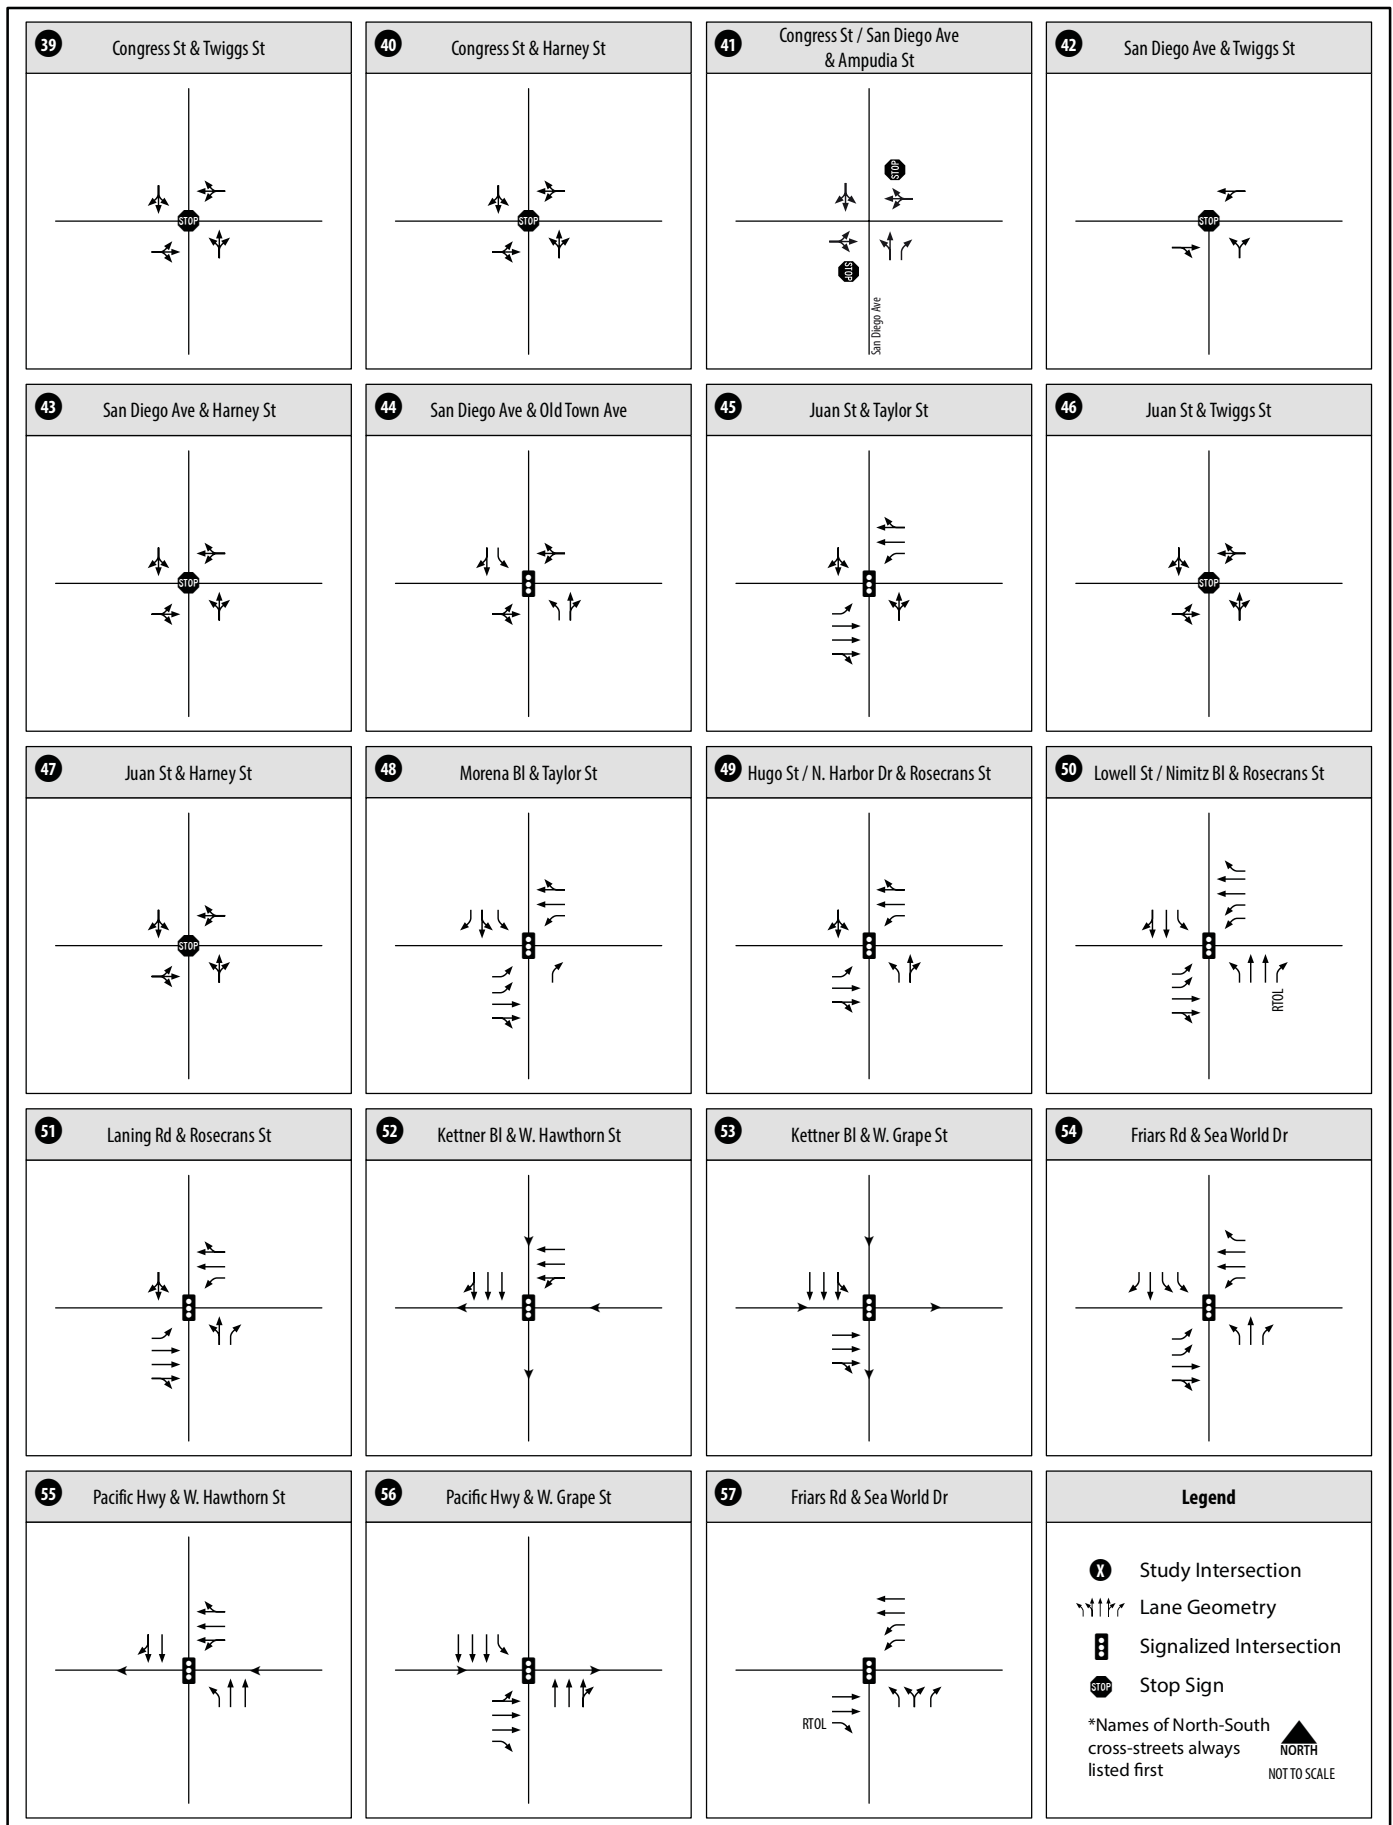 39
Congress St & Twiggs St
STOP
40
Congress St & Harney St
STOP
41
Congress St / San Diego Ave
& Ampudia St
STOP
STOP
San Diego Ave
42
San Diego Ave & Twiggs St
STOP
43
San Diego Ave & Harney St
STOP
44
San Diego Ave & Old Town Ave
45
Juan St & Taylor St
46
Juan St & Twiggs St
STOP
47
Juan St & Harney St
STOP
48
Morena Bl & Taylor St
49
Hugo St / N. Harbor Dr & Rosecrans St
50
Lowell St / Nimitz Bl & Rosecrans St
RTOL
51
Laning Rd & Rosecrans St
52
Kettner Bl & W. Hawthorn St
53
Kettner Bl & W. Grape St
54
Friars Rd & Sea World Dr
55
Pacific Hwy & W. Hawthorn St
56
Pacific Hwy & W. Grape St
57
Friars Rd & Sea World Dr
RTOL
Legend
X Study Intersection
Lane Geometry
Signalized Intersection
STOP Stop Sign
*Names of North-South
cross-streets always
listed first
NORTH
NOT TO SCALE